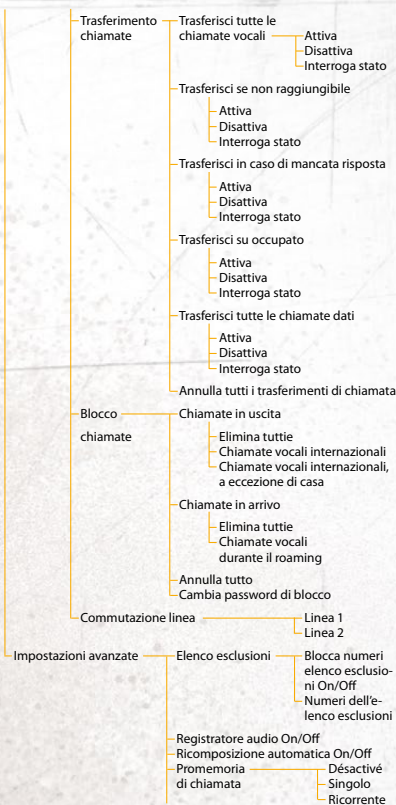 Trasferimento
chiamate
Trasferisci tutte le
chiamate vocali
Attiva
Disattiva
Interroga stato
Trasferisci se non raggiungibile
Attiva
Disattiva
Interroga stato
Trasferisci in caso di mancata risposta
Attiva
Disattiva
Interroga stato
Trasferisci su occupato
Attiva
Disattiva
Interroga stato
Trasferisci tutte le chiamate dati
Attiva
Disattiva
Interroga stato
Annulla tutti i trasferimenti di chiamata
Blocco
chiamate
Chiamate in uscita
Elimina tuttie
Chiamate vocali internazionali
Chiamate vocali internazionali,
a eccezione di casa
Chiamate in arrivo
Elimina tuttie
Chiamate vocali
durante il roaming
Annulla tutto
Cambia password di blocco
Commutazione linea
Linea 1
Linea 2
Impostazioni avanzate
Elenco esclusioni
Blocca numeri
elenco esclusio-
ni On/Off
Numeri dell'e-
lenco esclusioni
Registratore audio On/Off
Ricomposizione automatica On/Off
Promemoria
di chiamata
Désactivé
Singolo
Ricorrente